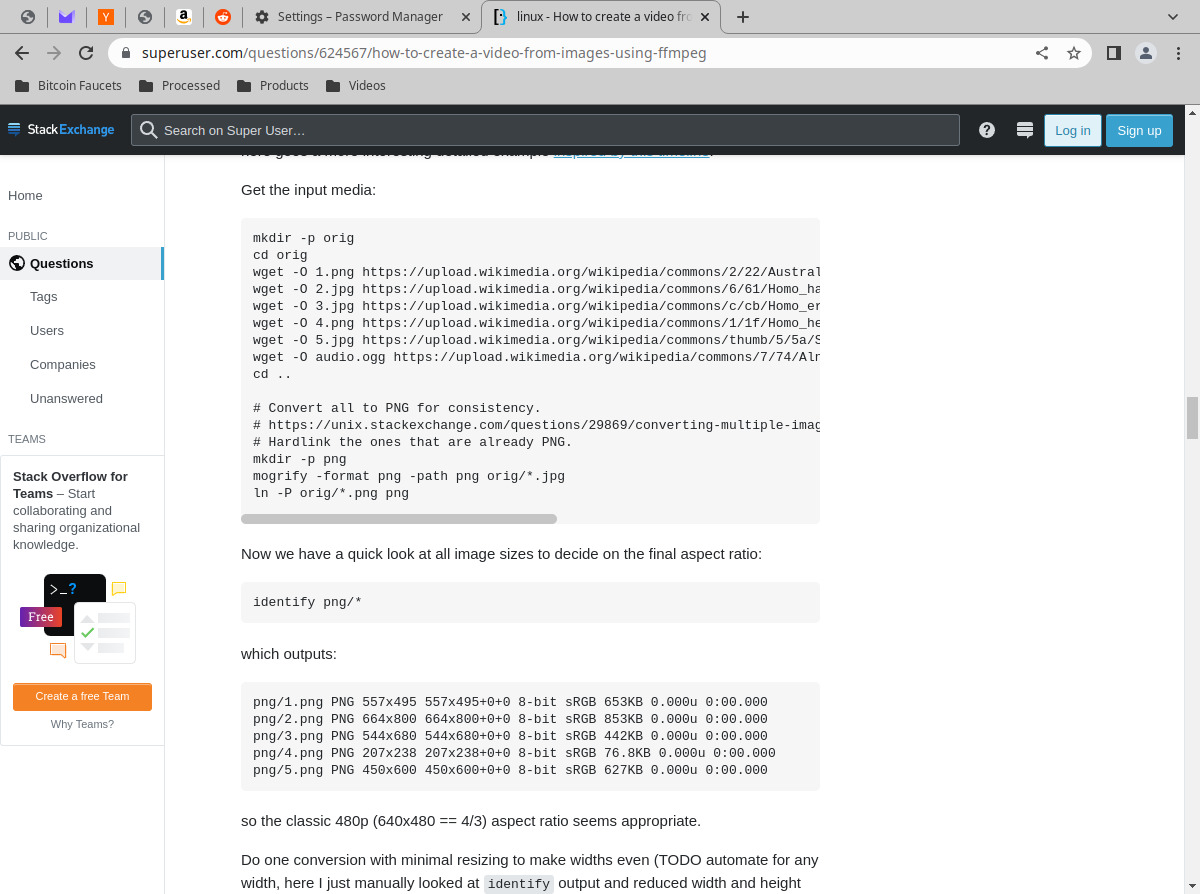 Settings – Password Manager
linux - How to create a video fro
superuser.com/questions/624567/how-to-create-a-video-from-images-using-ffmpeg
Bitcoin Faucets
Processed
Products
Videos
StackExchange
Search on Super User…
Log in
Sign up
here goes a more interesting detailed example inspired by this timeline:
Home
PUBLIC
Questions
Tags
Users
Companies
Unanswered
TEAMS
Stack Overflow for
Teams – Start
collaborating and
sharing organizational
knowledge.
>_?
Free
Create a free Team
Why Teams?
Get the input media:
mkdir -p orig
cd orig
wget -O 1.png https://upload.wikimedia.org/wikipedia/commons/2/22/Austral
wget -O 2.jpg https://upload.wikimedia.org/wikipedia/commons/6/61/Homo_ha
wget -O 3.jpg https://upload.wikimedia.org/wikipedia/commons/c/cb/Homo_er
wget -O 4.png https://upload.wikimedia.org/wikipedia/commons/1/1f/Homo_he
wget -O 5.jpg https://upload.wikimedia.org/wikipedia/commons/thumb/5/5a/S
wget -O audio.ogg https://upload.wikimedia.org/wikipedia/commons/7/74/Aln
cd ..
# Convert all to PNG for consistency.
# https://unix.stackexchange.com/questions/29869/converting-multiple-imag
# Hardlink the ones that are already PNG.
mkdir -p png
mogrify -format png -path png orig/*.jpg
ln -P orig/*.png png
Now we have a quick look at all image sizes to decide on the final aspect ratio:
identify png/*
which outputs:
png/1.png PNG 557x495 557x495+0+0 8-bit sRGB 653KB 0.000u 0:00.000
png/2.png PNG 664x800 664x800+0+0 8-bit sRGB 853KB 0.000u 0:00.000
png/3.png PNG 544x680 544x680+0+0 8-bit sRGB 442KB 0.000u 0:00.000
png/4.png PNG 207x238 207x238+0+0 8-bit sRGB 76.8KB 0.000u 0:00.000
png/5.png PNG 450x600 450x600+0+0 8-bit sRGB 627KB 0.000u 0:00.000
so the classic 480p (640x480 == 4/3) aspect ratio seems appropriate.
Do one conversion with minimal resizing to make widths even (TODO automate for any
width, here I just manually looked at identify output and reduced width and height